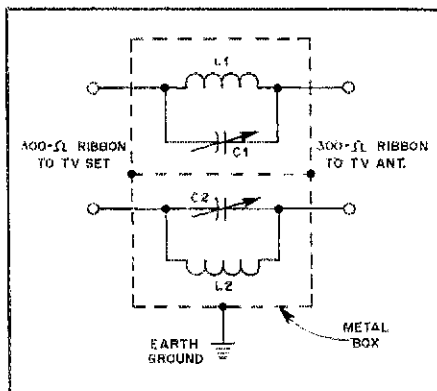 L1
C1
300-Ω RIBBON
TO TV SET
300-Ω RIBBON
TO TV ANT.
C2
L2
EARTH
GROUND
METAL
BOX